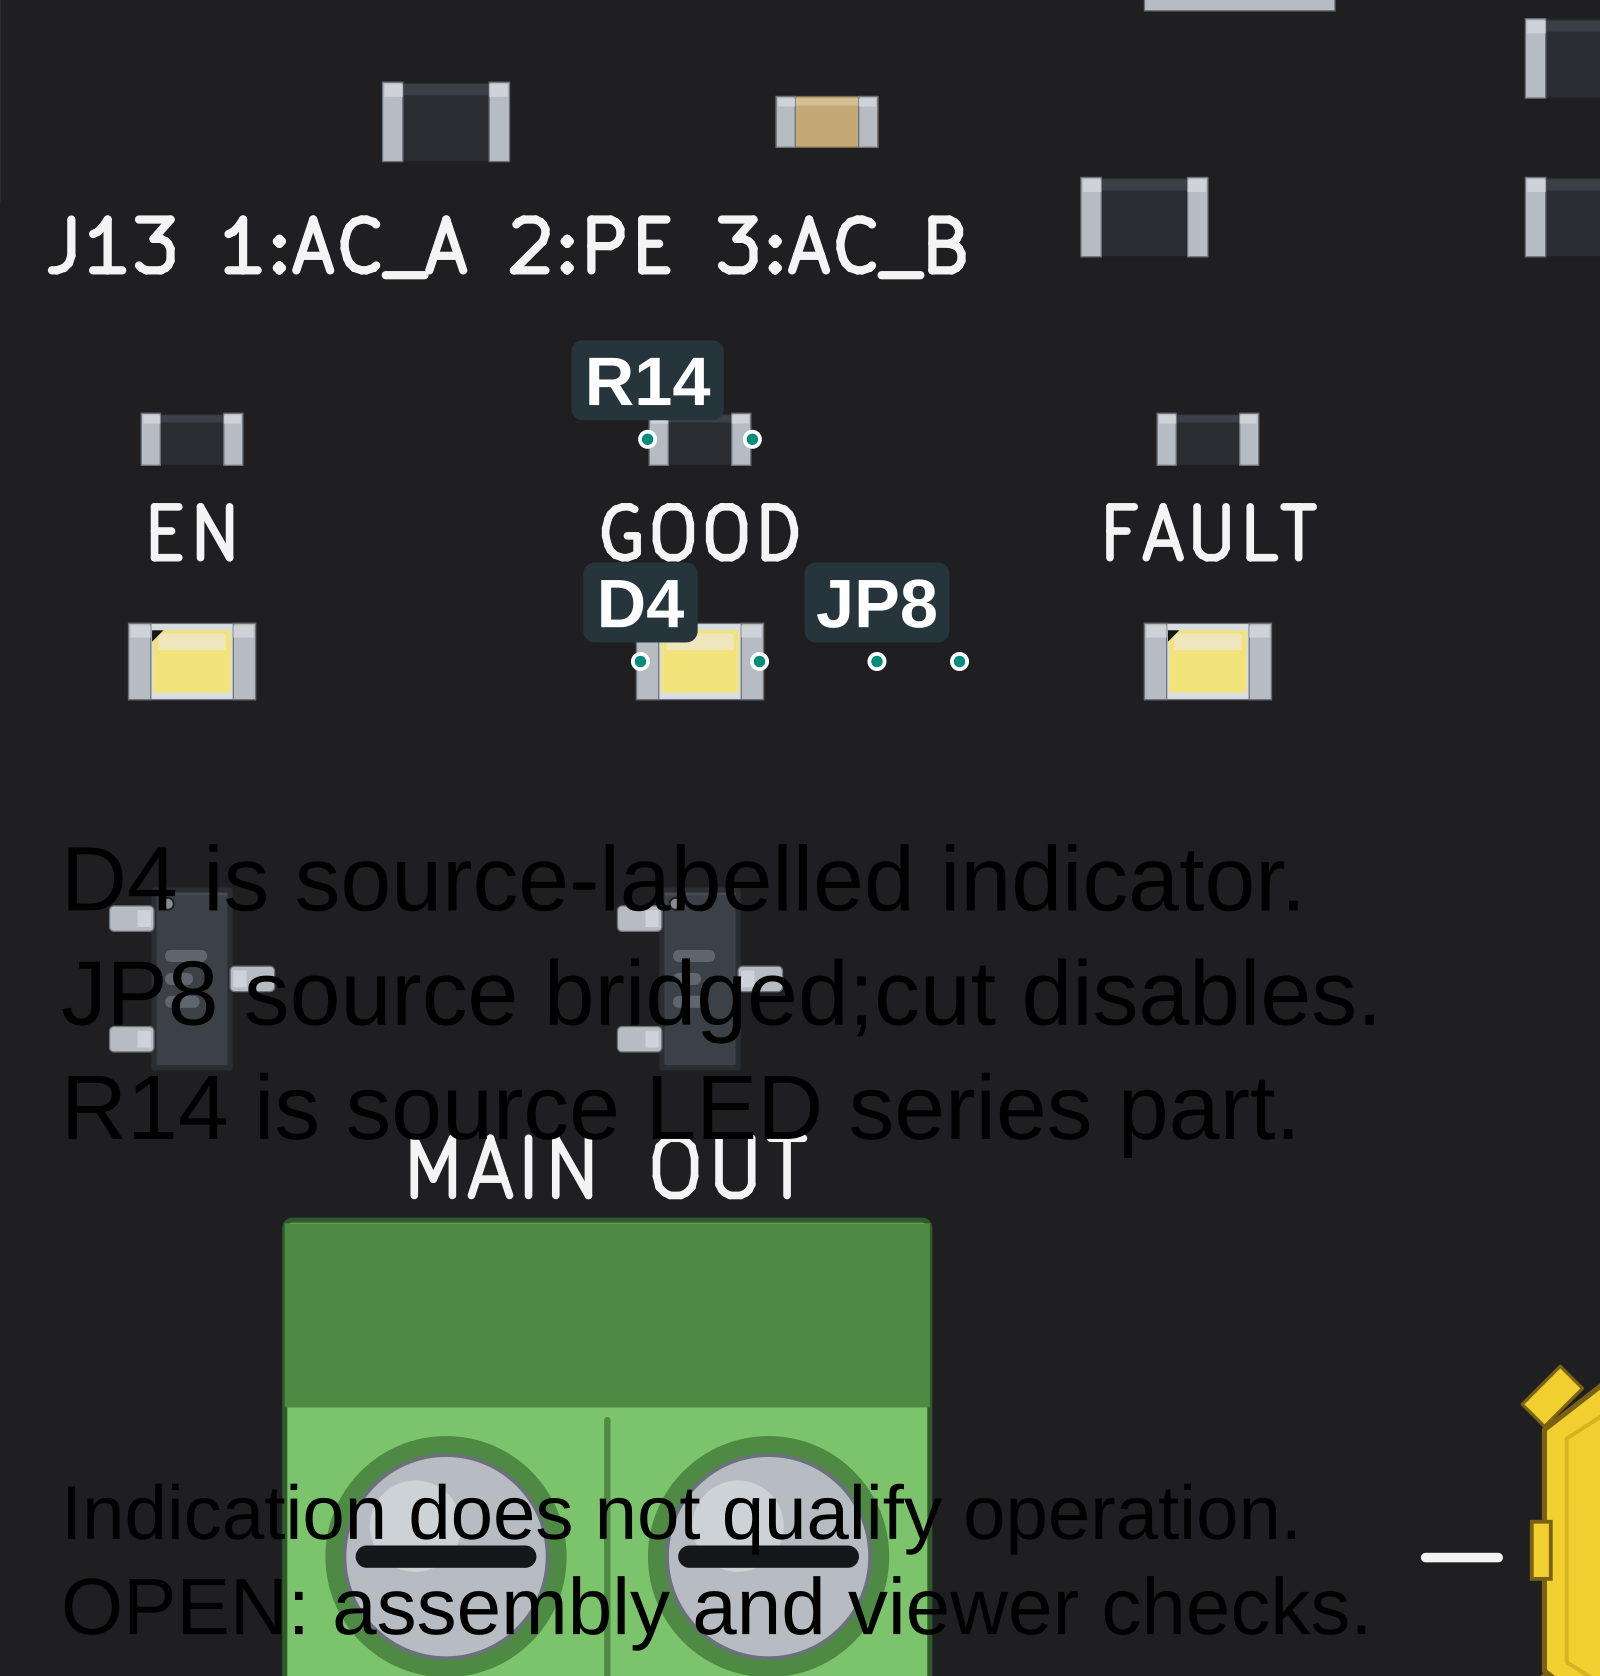 J13 1:AC_A 2:PE 3:AC_B
R14
EN GOOD FAULT
D4 JP8
D4 is source-labelled indicator.
JP8 source bridged;cut disables.
R14 is source LED series part.
MAIN OUT
Indication does not qualify operation.
OPEN: assembly and viewer checks.